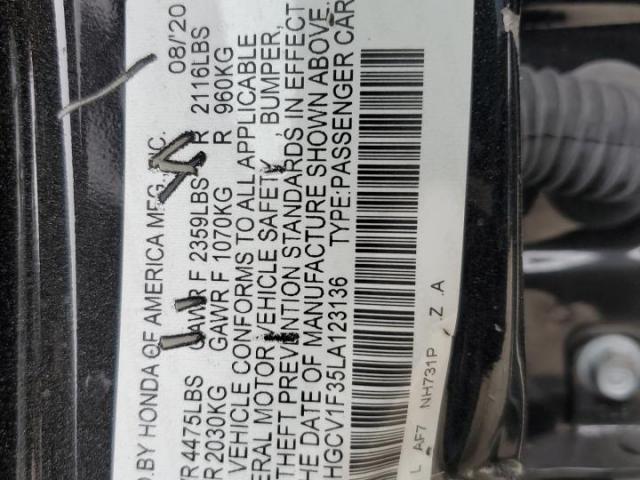 D.BY HONDA OF AMERICA MFG.,INC. 08/20
VR 4475LBS GAWR F 2359LBS R 2116LBS
R 2030KG GAWR F 1070KG R 960KG
VEHICLE CONFORMS TO ALL APPLICABLE
ERAL MOTOR VEHICLE SAFETY, BUMPER,
THEFT PREVENTION STANDARDS IN EFFECT
HE DATE OF MANUFACTURE SHOWN ABOVE.
HGCV1F35LA123136 TYPE:PASSENGER CAR
L AF7 NH731P Z A